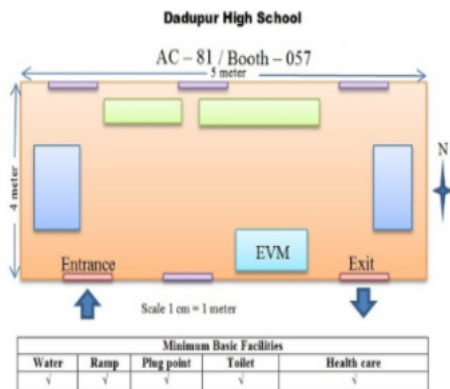 Dadupur High School
AC – 81 / Booth – 057
5 meter
4 meter
N
EVM
Entrance
Exit
Scale 1 cm = 1 meter
Minimum Basic Facilities
Water Ramp Plug point Toilet Health care
√ √ √ √ √